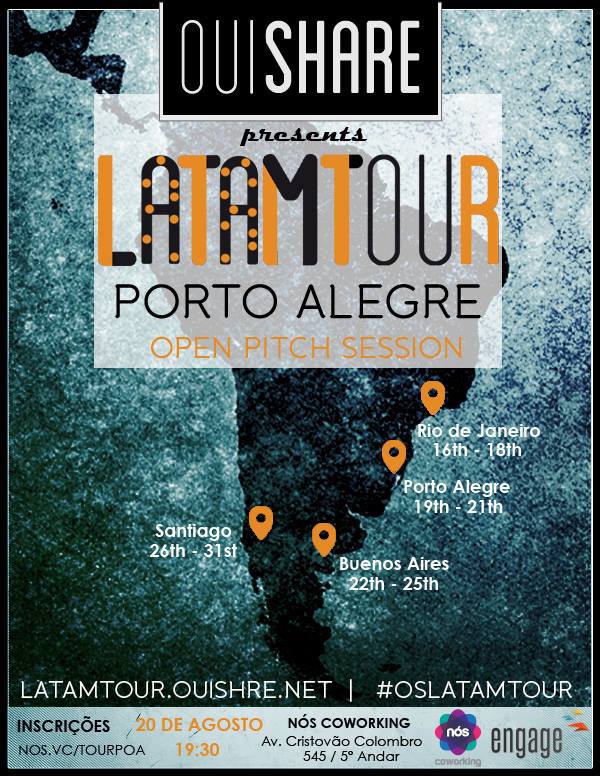 OUISHARE
presents
LATAMTOUR
PORTO ALEGRE
OPEN PITCH SESSION
Rio de Janeiro
16th - 18th
Porto Alegre
19th - 21th
Santiago
26th - 31st
Buenos Aires
22th - 25th
LATAMTOUR.OUISHRE.NET | #OSLATAMTOUR
INSCRIÇÕES
NOS.VC/TOURPOA
20 DE AGOSTO
19:30
NÓS COWORKING
Av. Cristovão Colombro
545 / 5º Andar
nós
coworking
engage